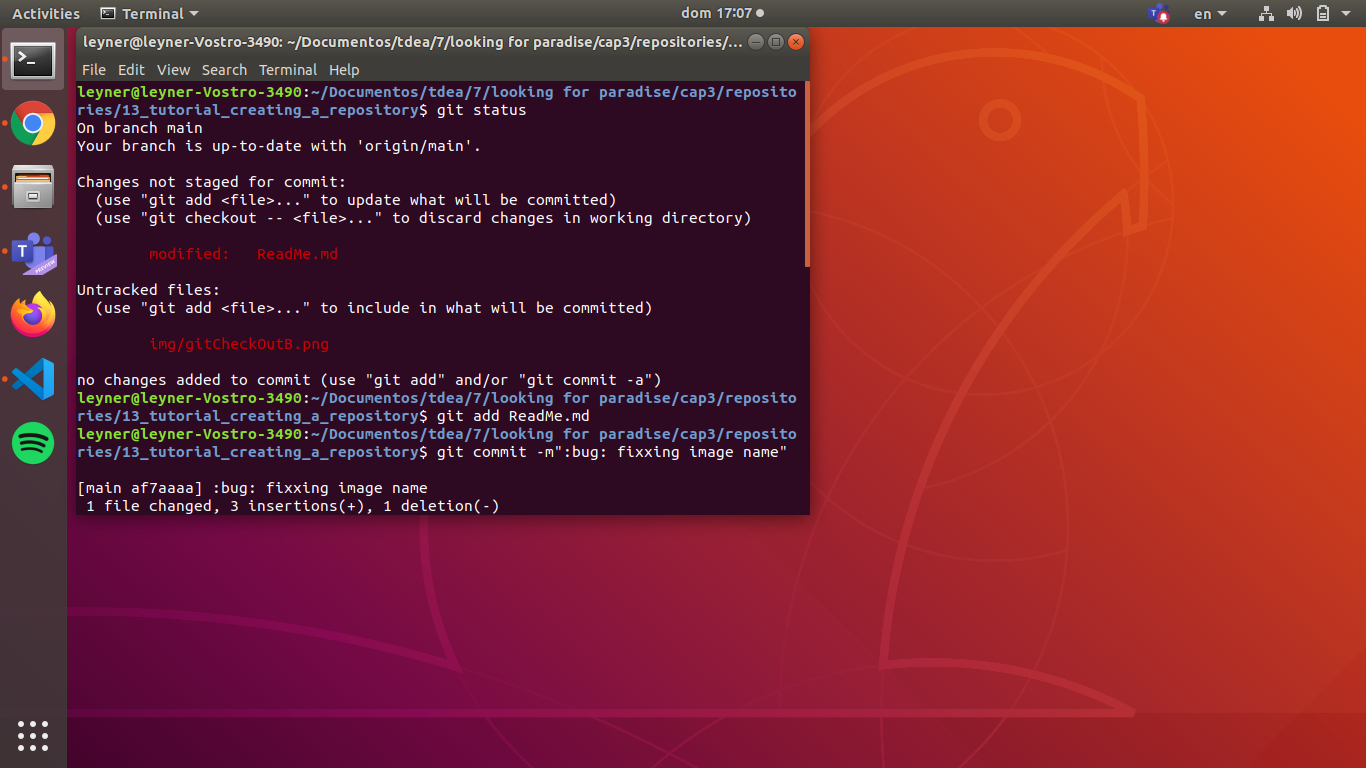 Activities Terminal dom 17:07 en
leyner@leyner-Vostro-3490: ~/Documentos/tdea/7/looking for paradise/cap3/repositories/...
File Edit View Search Terminal Help
leyner@leyner-Vostro-3490:~/Documentos/tdea/7/looking for paradise/cap3/reposito
ries/13_tutorial_creating_a_repository$ git status
On branch main
Your branch is up-to-date with 'origin/main'.
Changes not staged for commit:
  (use "git add <file>..." to update what will be committed)
  (use "git checkout -- <file>..." to discard changes in working directory)
        modified:   ReadMe.md
Untracked files:
  (use "git add <file>..." to include in what will be committed)
        img/gitCheckOutB.png
no changes added to commit (use "git add" and/or "git commit -a")
leyner@leyner-Vostro-3490:~/Documentos/tdea/7/looking for paradise/cap3/reposito
ries/13_tutorial_creating_a_repository$ git add ReadMe.md
leyner@leyner-Vostro-3490:~/Documentos/tdea/7/looking for paradise/cap3/reposito
ries/13_tutorial_creating_a_repository$ git commit -m":bug: fixxing image name"
[main af7aaaa] :bug: fixxing image name
 1 file changed, 3 insertions(+), 1 deletion(-)
T
PREVIEW